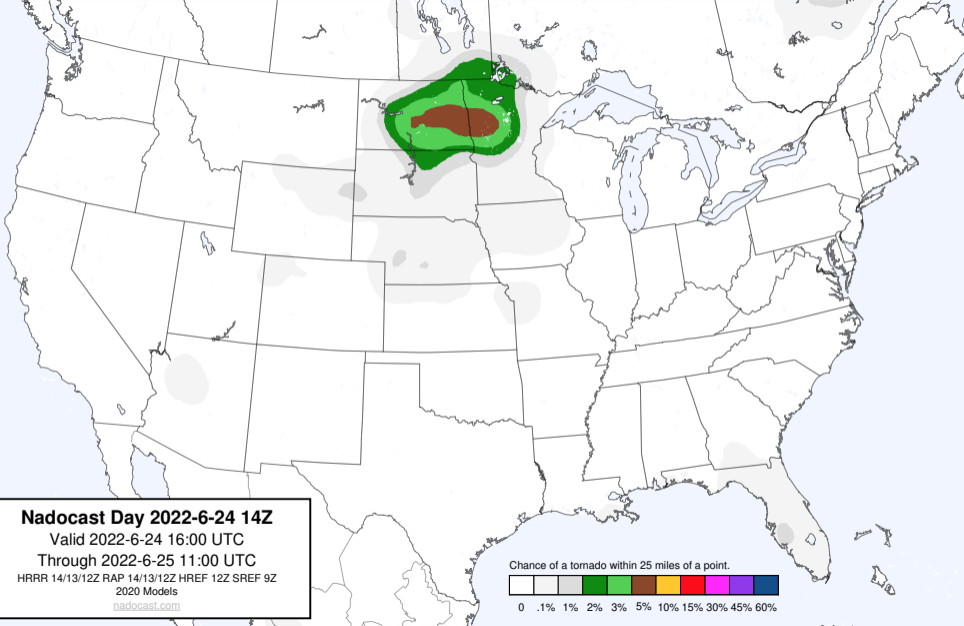 Nadocast Day 2022-6-24 14Z
Valid 2022-6-24 16:00 UTC
Through 2022-6-25 11:00 UTC
HRRR 14/13/12Z RAP 14/13/12Z HREF 12Z SREF 9Z
2020 Models
nadocast.com
Chance of a tornado within 25 miles of a point.
0 .1% 1% 2% 3% 5% 10% 15% 30% 45% 60%